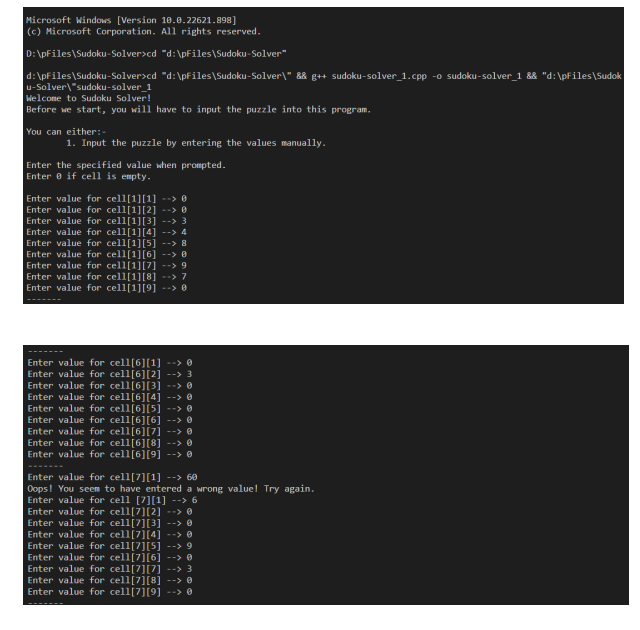 Microsoft Windows [Version 10.0.22621.898]
(c) Microsoft Corporation. All rights reserved.
D:\pFiles\Sudoku-Solver>cd "d:\pFiles\Sudoku-Solver"
d:\pFiles\Sudoku-Solver>cd "d:\pFiles\Sudoku-Solver\" && g++ sudoku-solver_1.cpp -o sudoku-solver_1 && "d:\pFiles\Sudok
u-Solver\"sudoku-solver_1
Welcome to Sudoku Solver!
Before we start, you will have to input the puzzle into this program.
You can either:-
1. Input the puzzle by entering the values manually.
Enter the specified value when prompted.
Enter 0 if cell is empty.
Enter value for cell[1][1] --> 0
Enter value for cell[1][2] --> 0
Enter value for cell[1][3] --> 3
Enter value for cell[1][4] --> 4
Enter value for cell[1][5] --> 8
Enter value for cell[1][6] --> 0
Enter value for cell[1][7] --> 9
Enter value for cell[1][8] --> 7
Enter value for cell[1][9] --> 0
-------
-------
Enter value for cell[6][1] --> 0
Enter value for cell[6][2] --> 3
Enter value for cell[6][3] --> 0
Enter value for cell[6][4] --> 0
Enter value for cell[6][5] --> 0
Enter value for cell[6][6] --> 0
Enter value for cell[6][7] --> 0
Enter value for cell[6][8] --> 0
Enter value for cell[6][9] --> 0
-------
Enter value for cell[7][1] --> 60
Oops! You seem to have entered a wrong value! Try again.
Enter value for cell [7][1] --> 6
Enter value for cell[7][2] --> 0
Enter value for cell[7][3] --> 0
Enter value for cell[7][4] --> 0
Enter value for cell[7][5] --> 9
Enter value for cell[7][6] --> 0
Enter value for cell[7][7] --> 3
Enter value for cell[7][8] --> 0
Enter value for cell[7][9] --> 0
-------